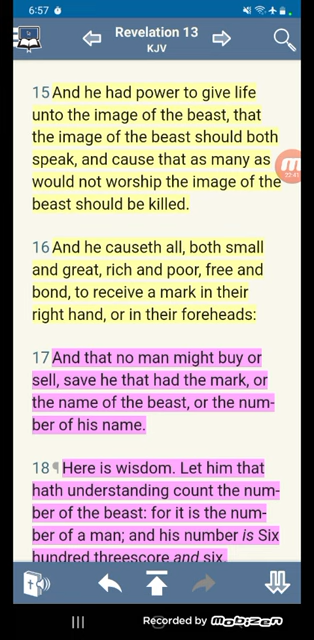 6:57
Revelation 13
KJV
15 And he had power to give life
unto the image of the beast, that
the image of the beast should both
speak, and cause that as many as
would not worship the image of the
beast should be killed.
16 And he causeth all, both small
and great, rich and poor, free and
bond, to receive a mark in their
right hand, or in their foreheads:
17 And that no man might buy or
sell, save he that had the mark, or
the name of the beast, or the num-
ber of his name.
18 ¶ Here is wisdom. Let him that
hath understanding count the num-
ber of the beast: for it is the num-
ber of a man; and his number is Six
hundred threescore and six.
Recorded by Mobizen